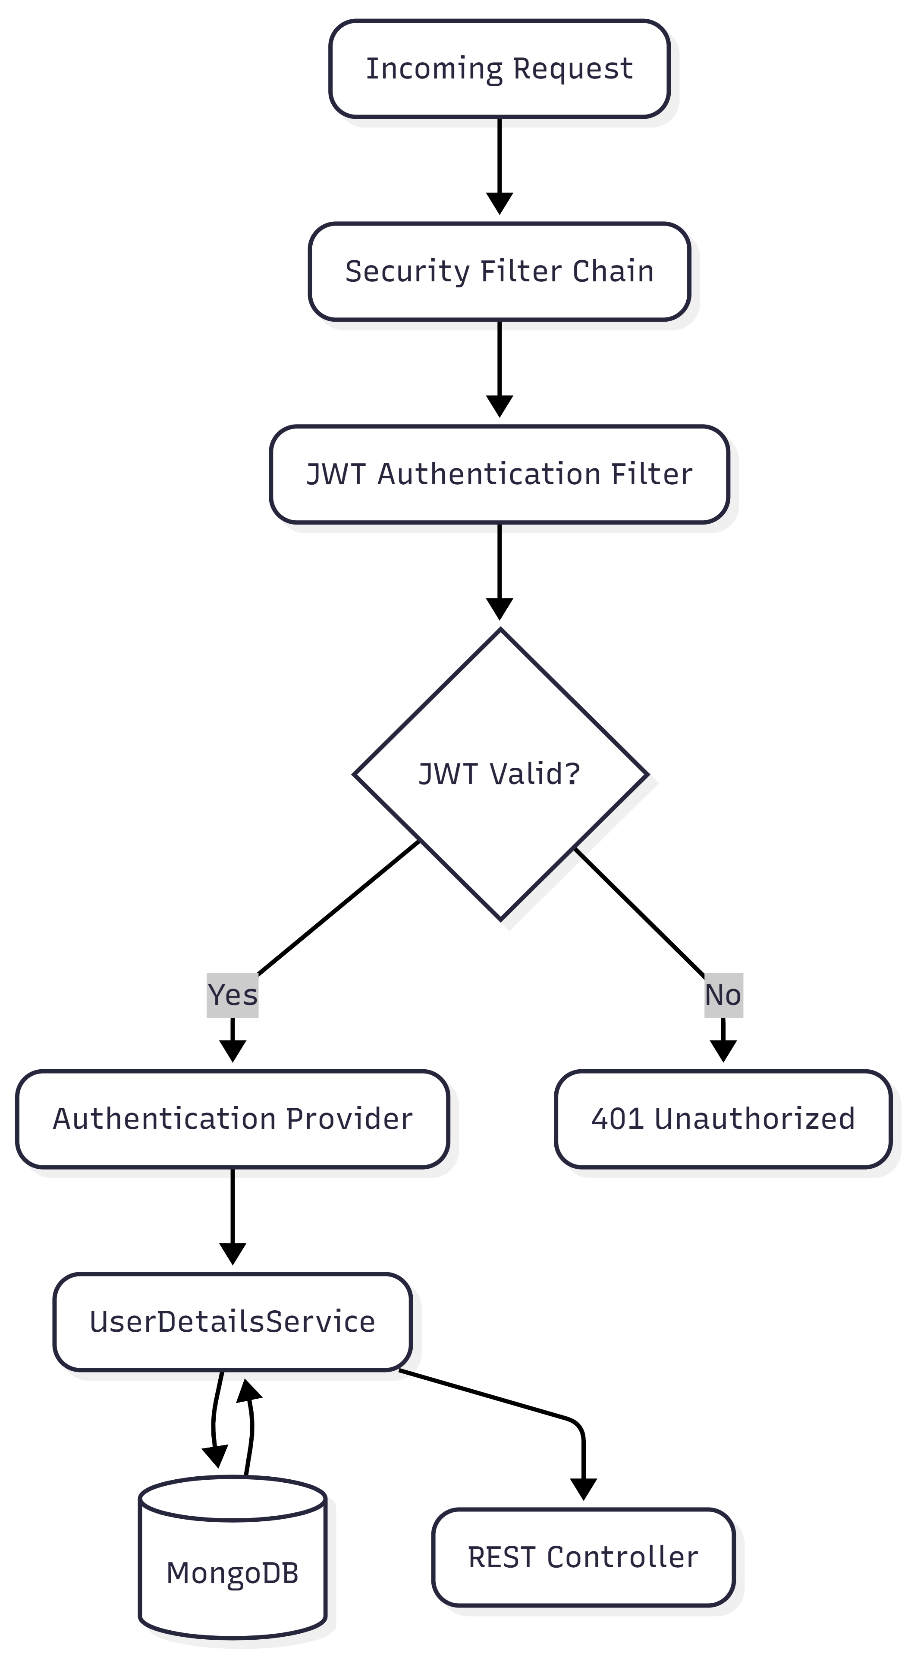 Incoming Request
Security Filter Chain
JWT Authentication Filter
JWT Valid?
Yes
No
Authentication Provider
401 Unauthorized
UserDetailsService
MongoDB
REST Controller